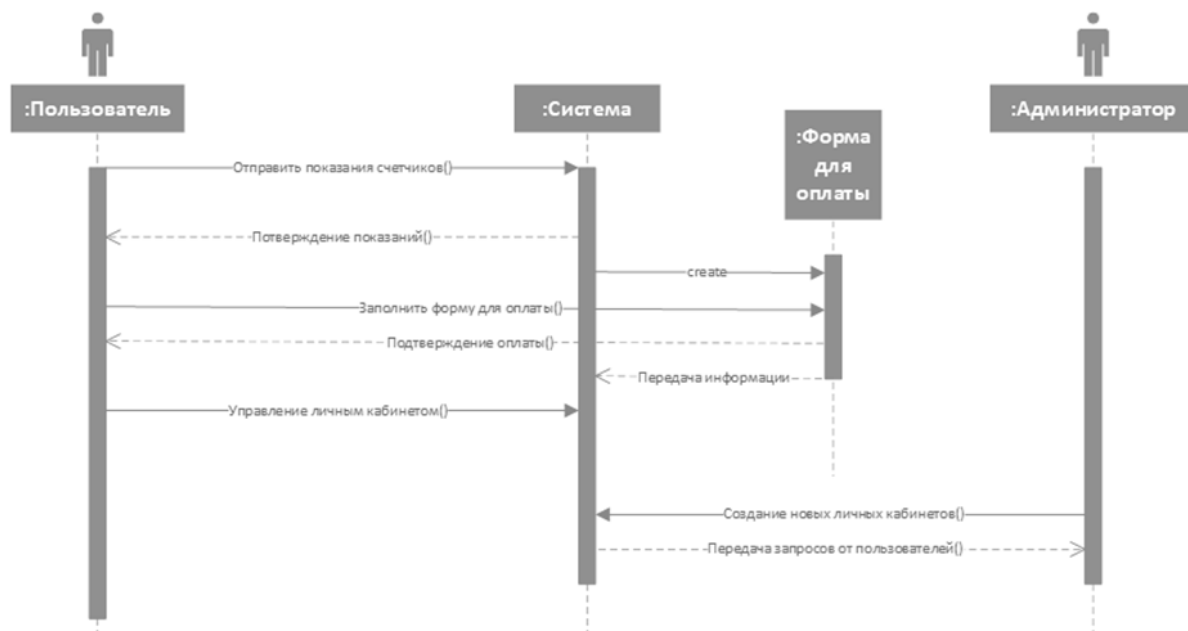 :Пользователь
:Система
:Администратор
:Форма
для
оплаты
Отправить показания счетчиков()
Потверждение показаний()
create
Заполнить форму для оплаты()
Подтверждение оплаты()
Передача информации
Управление личным кабинетом()
Создание новых личных кабинетов()
Передача запросов от пользователей()